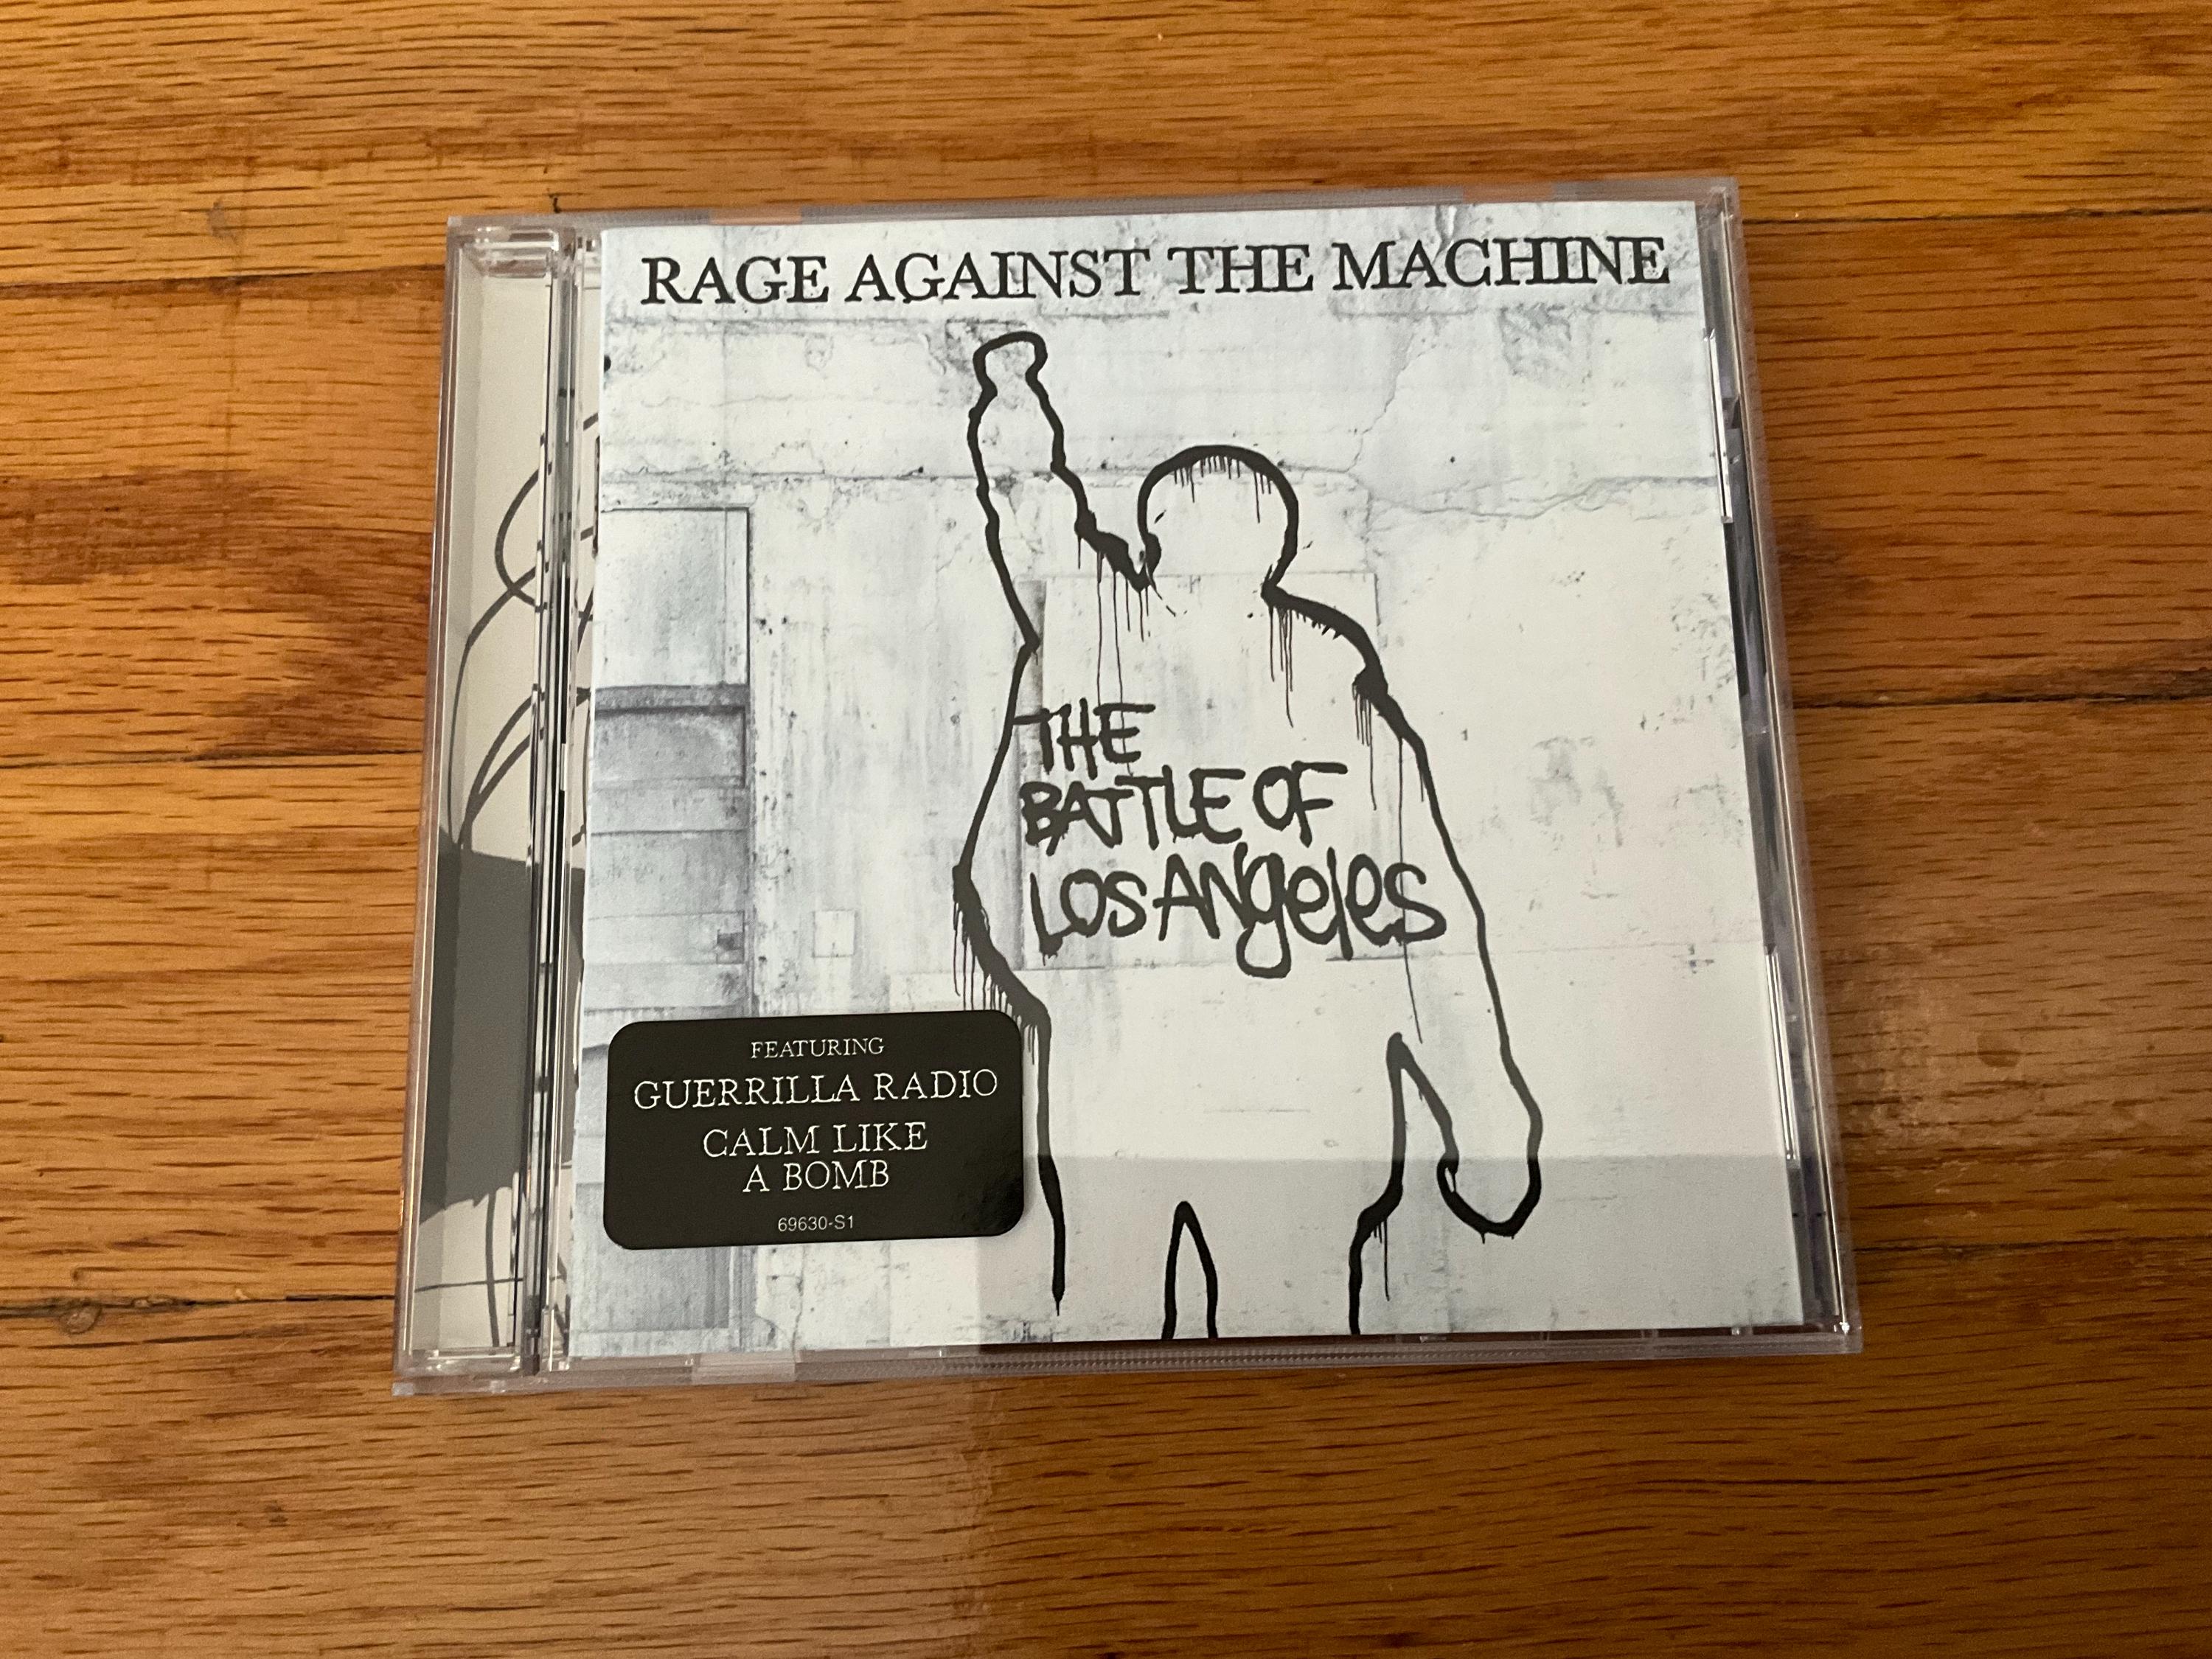 RAGE AGAINST THE MACHINE
THE
BATTLE OF
LOS ANgeles
FEATURING
GUERRILLA RADIO
CALM LIKE
A BOMB
69630-S1